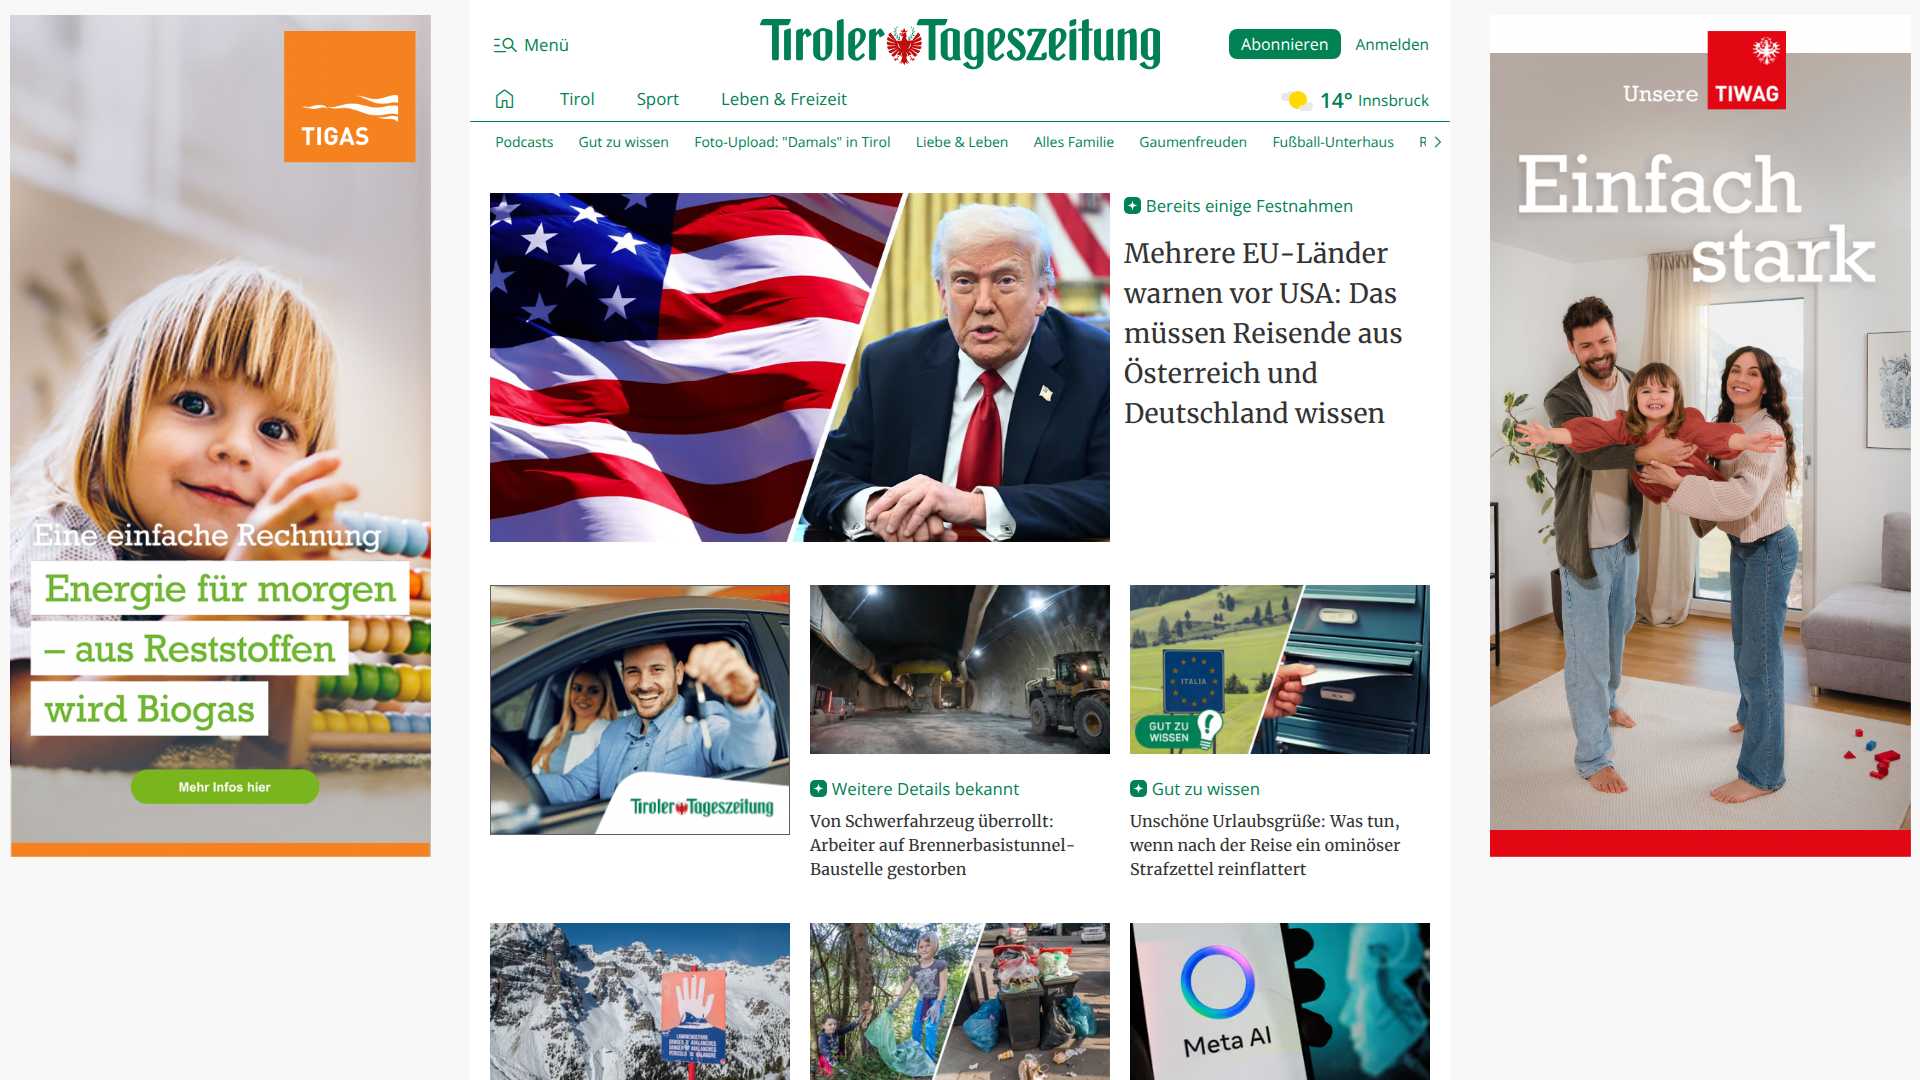 TIGAS
Eine einfache Rechnung
Energie für morgen
– aus Reststoffen
wird Biogas
Mehr Infos hier
Menü
Tiroler Tageszeitung
Abonnieren
Anmelden
Tirol
Sport
Leben & Freizeit
14° Innsbruck
Podcasts
Gut zu wissen
Foto-Upload: "Damals" in Tirol
Liebe & Leben
Alles Familie
Gaumenfreuden
Fußball-Unterhaus
Bereits einige Festnahmen
Mehrere EU-Länder
warnen vor USA: Das
müssen Reisende aus
Österreich und
Deutschland wissen
Tiroler Tageszeitung
Weitere Details bekannt
Von Schwerfahrzeug überrollt:
Arbeiter auf Brennerbasistunnel-
Baustelle gestorben
ITALIA
GUT ZU
WISSEN
Gut zu wissen
Unschöne Urlaubsgrüße: Was tun,
wenn nach der Reise ein ominöser
Strafzettel reinflattert
Meta AI
Unsere
TIWAG
Einfach
stark